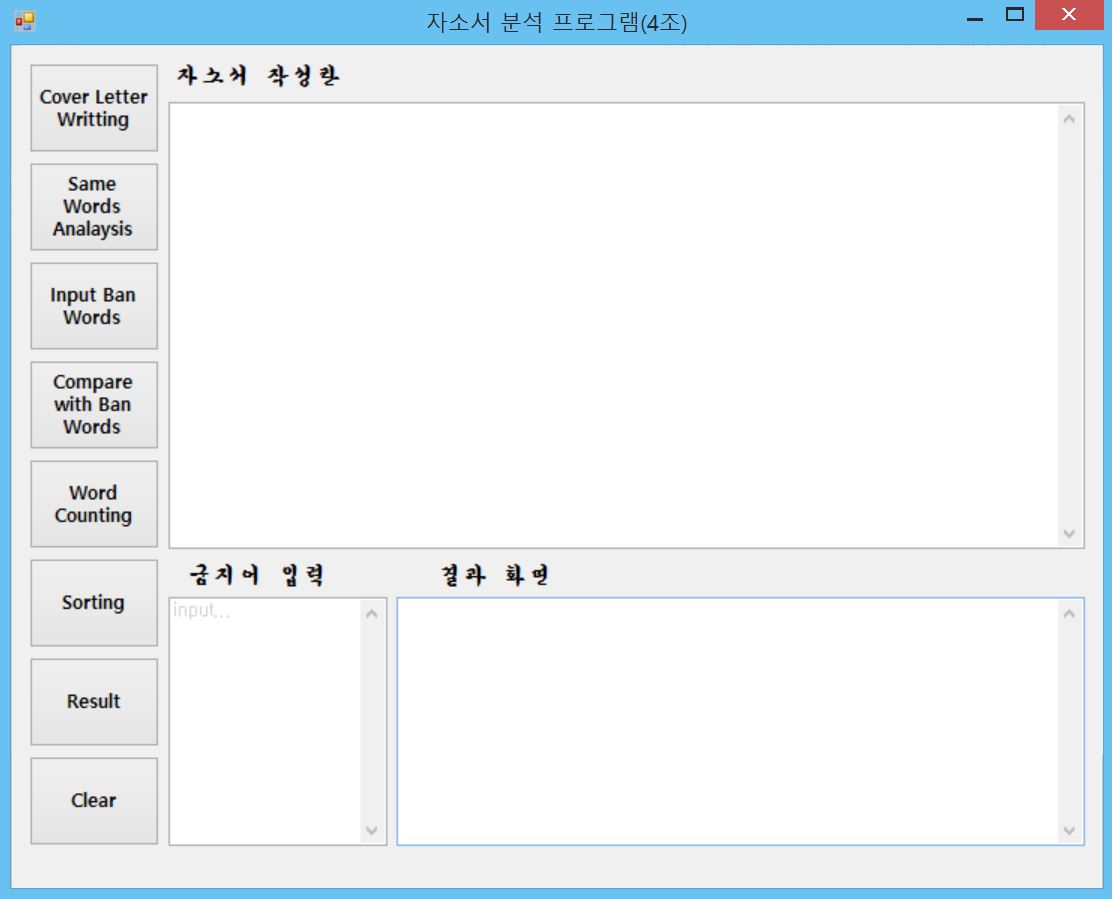 자소서 분석 프로그램(4조)
Cover Letter
Writting
Same
Words
Analaysis
Input Ban
Words
Compare
with Ban
Words
Word
Counting
Sorting
Result
Clear
자소서 작성란
금지어 입력
input...
결과 화면